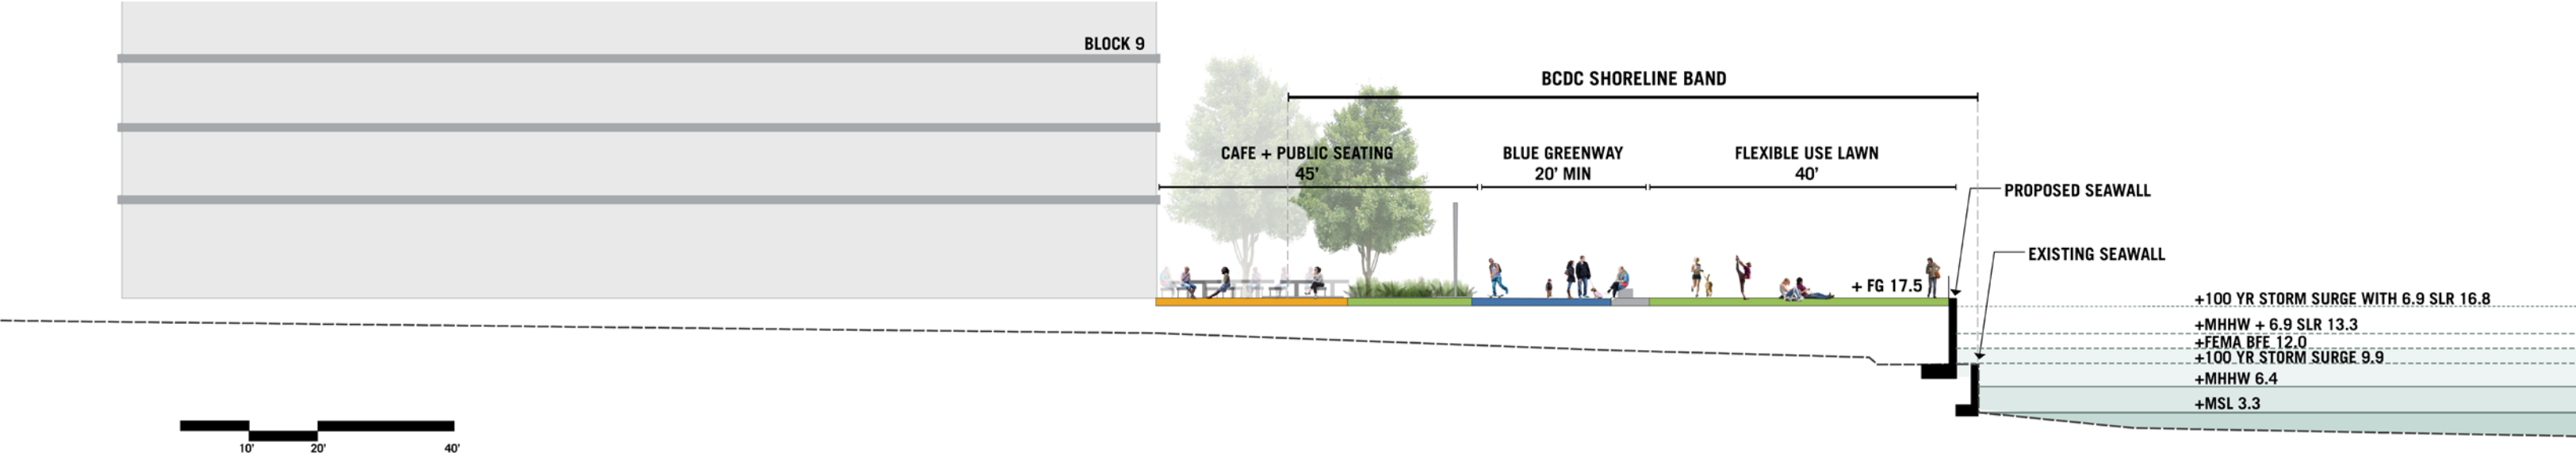 BLOCK 9
BCDC SHORELINE BAND
CAFE + PUBLIC SEATING
45'
BLUE GREENWAY
20' MIN
FLEXIBLE USE LAWN
40'
PROPOSED SEAWALL
EXISTING SEAWALL
+ FG 17.5
+100 YR STORM SURGE WITH 6.9 SLR 16.8
+MHHW + 6.9 SLR 13.3
+FEMA BFE 12.0
+100 YR STORM SURGE 9.9
+MHHW 6.4
+MSL 3.3
10' 20' 40'